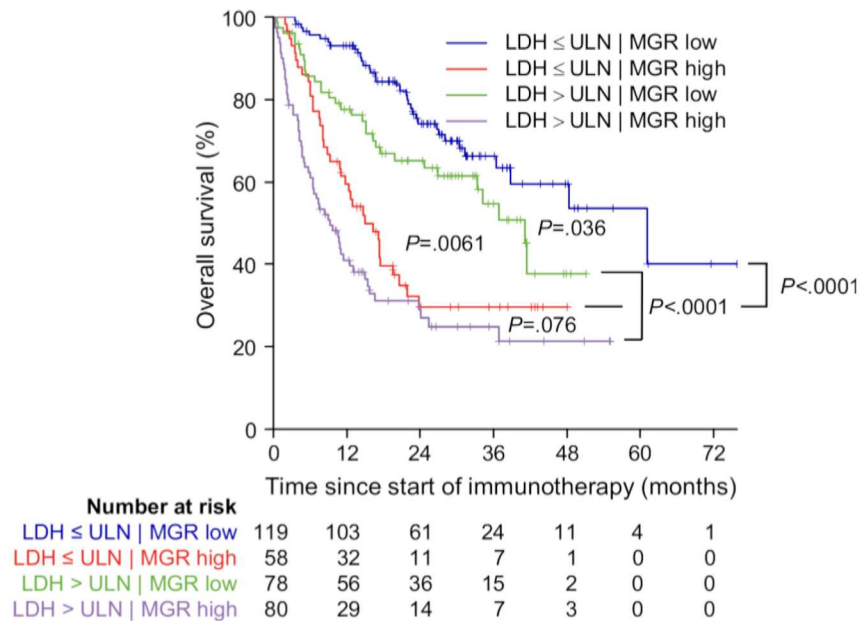 100
80
60
40
20
0
Overall survival (%)
LDH ≤ ULN | MGR low
LDH ≤ ULN | MGR high
LDH > ULN | MGR low
LDH > ULN | MGR high
P=.0061
P=.036
P=.076
P<.0001
P<.0001
0 12 24 36 48 60 72
Time since start of immunotherapy (months)
Number at risk
LDH ≤ ULN | MGR low 119 103 61 24 11 4 1
LDH ≤ ULN | MGR high 58 32 11 7 1 0 0
LDH > ULN | MGR low 78 56 36 15 2 0 0
LDH > ULN | MGR high 80 29 14 7 3 0 0